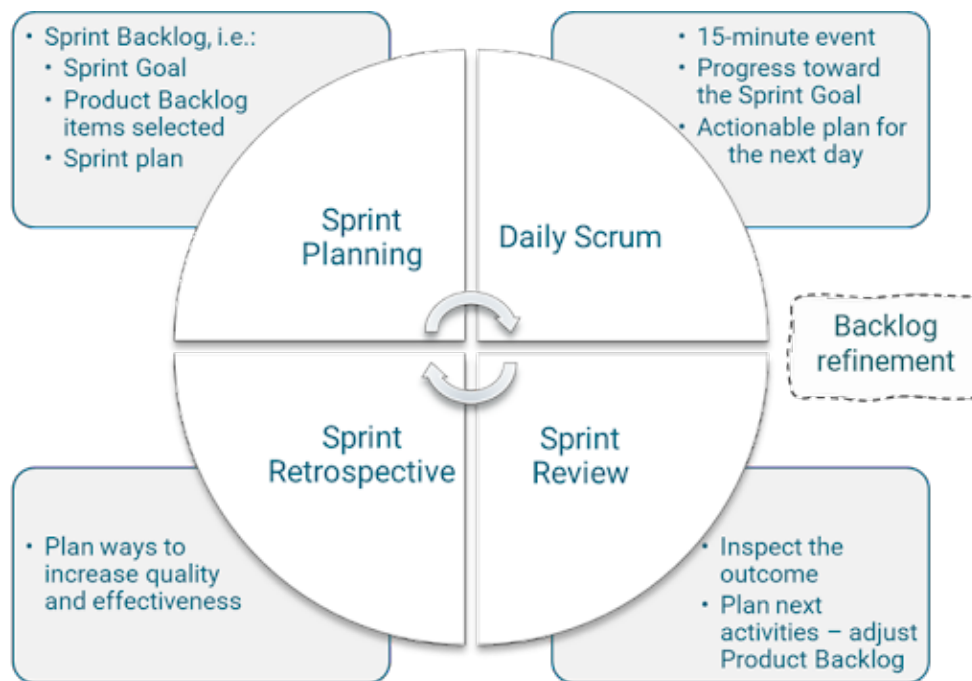 • Sprint Backlog, i.e.:
• Sprint Goal
• Product Backlog
items selected
• Sprint plan
• 15-minute event
• Progress toward
the Sprint Goal
• Actionable plan for
the next day
Sprint
Planning
Daily Scrum
Backlog
refinement
Sprint
Retrospective
Sprint
Review
• Plan ways to
increase quality
and effectiveness
• Inspect the
outcome
• Plan next
activities – adjust
Product Backlog